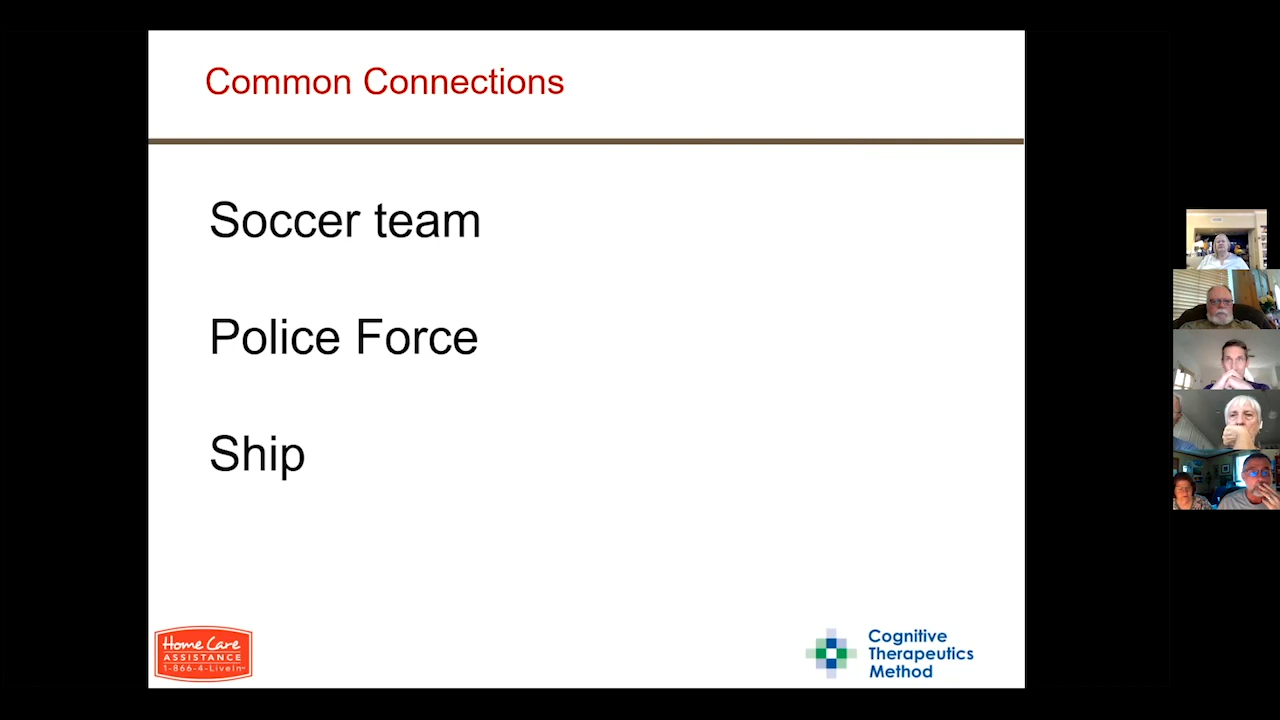 Common Connections
Soccer team
Police Force
Ship
Home Care
ASSISTANCE
1-866-4-LiveIn
Cognitive
Therapeutics
Method